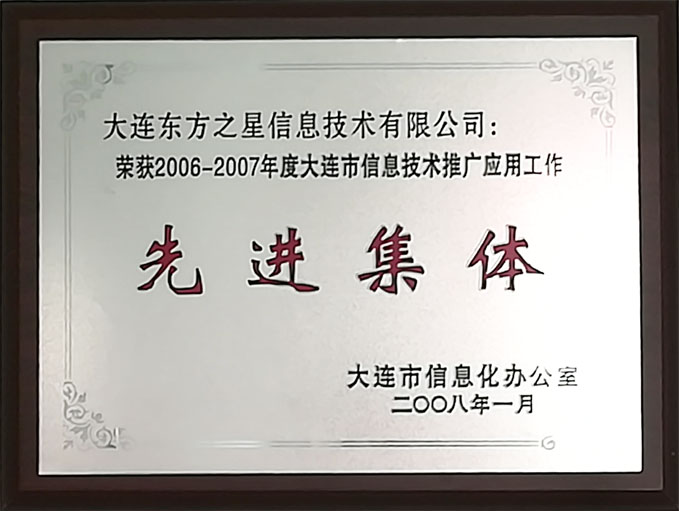 大连东方之星信息技术有限公司：
荣获2006-2007年度大连市信息技术推广应用工作
先进集体
大连市信息化办公室
二〇〇八年一月